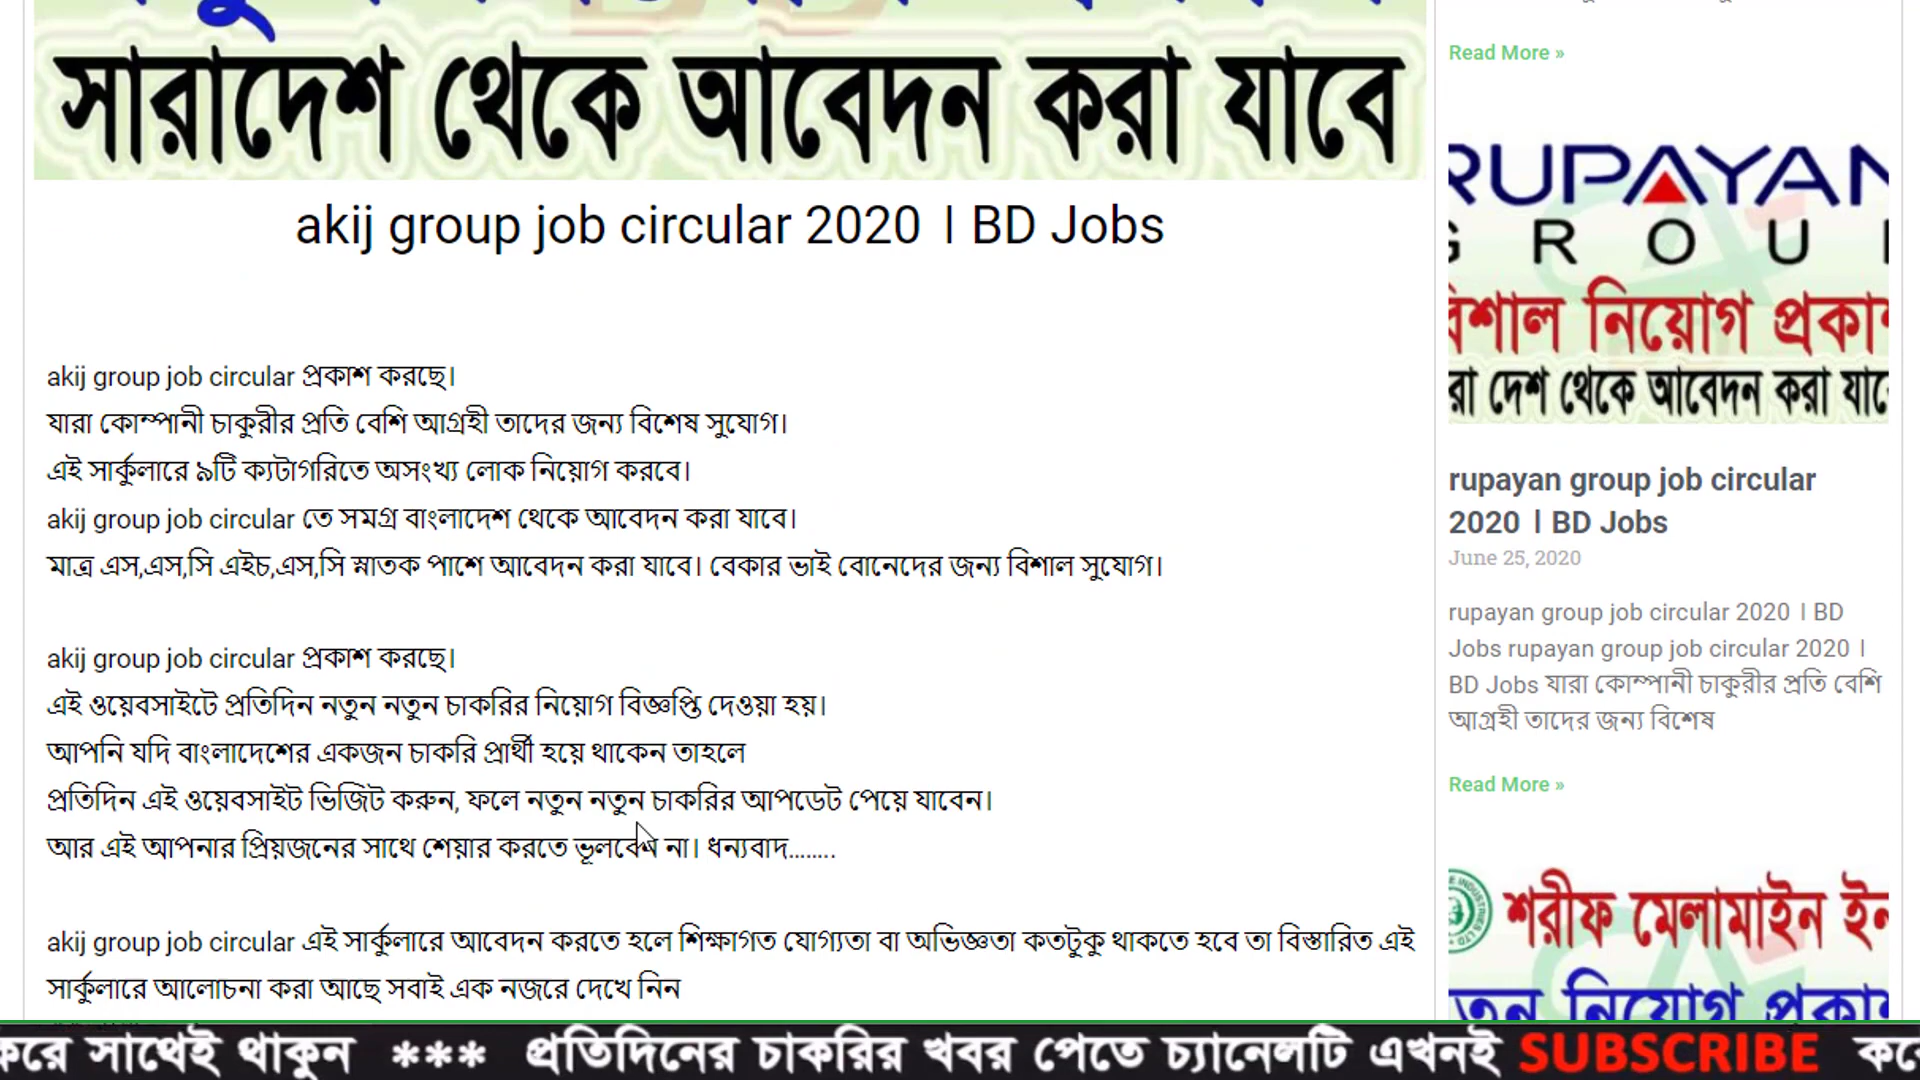 সারাদেশ থেকে আবেদন করা যাবে
akij group job circular 2020 । BD Jobs
akij group job circular প্রকাশ করছে।
যারা কোম্পানী চাকুরীর প্রতি বেশি আগ্রহী তাদের জন্য বিশেষ সুযোগ।
এই সার্কুলারে ৯টি ক্যটাগরিতে অসংখ্য লোক নিয়োগ করবে।
akij group job circular তে সমগ্র বাংলাদেশ থেকে আবেদন করা যাবে।
মাত্র এস,এস,সি এইচ,এস,সি স্নাতক পাশে আবেদন করা যাবে। বেকার ভাই বোনেদের জন্য বিশাল সুযোগ।
akij group job circular প্রকাশ করছে।
এই ওয়েবসাইটে প্রতিদিন নতুন নতুন চাকরির নিয়োগ বিজ্ঞপ্তি দেওয়া হয়।
আপনি যদি বাংলাদেশের একজন চাকরি প্রার্থী হয়ে থাকেন তাহলে
প্রতিদিন এই ওয়েবসাইট ভিজিট করুন, ফলে নতুন নতুন চাকরির আপডেট পেয়ে যাবেন।
আর এই আপনার প্রিয়জনের সাথে শেয়ার করতে ভূলবেন না। ধন্যবাদ……..
akij group job circular এই সার্কুলারে আবেদন করতে হলে শিক্ষাগত যোগ্যতা বা অভিজ্ঞতা কতটুকু থাকতে হবে তা বিস্তারিত এই
সার্কুলারে আলোচনা করা আছে সবাই এক নজরে দেখে নিন
Read More »
RUPAYAN
G R O U
বিশাল নিয়োগ প্রকাশ
রা দেশ থেকে আবেদন করা যাবে
rupayan group job circular
2020 । BD Jobs
June 25, 2020
rupayan group job circular 2020 । BD
Jobs rupayan group job circular 2020 ।
BD Jobs যারা কোম্পানী চাকুরীর প্রতি বেশি
আগ্রহী তাদের জন্য বিশেষ
Read More »
শরীফ মেলামাইন ইন
তুন নিয়োগ প্রকাশ
করে সাথেই থাকুন *** প্রতিদিনের চাকরির খবর পেতে চ্যানেলটি এখনই SUBSCRIBE করে